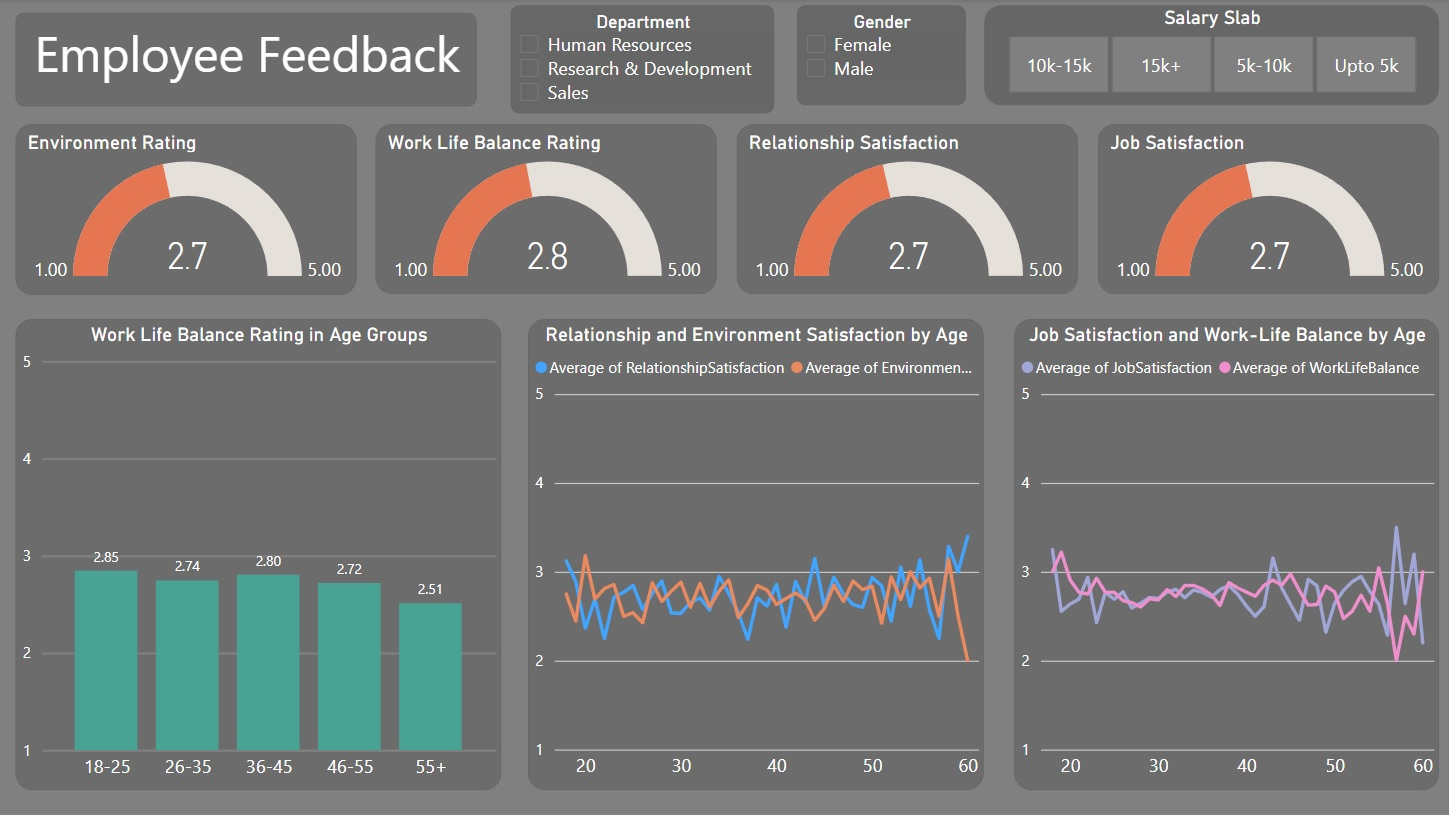 Employee Feedback
Department
Human Resources
Research & Development
Sales
Gender
Female
Male
Salary Slab
10k-15k
15k+
5k-10k
Upto 5k
Environment Rating
2.7
1.00
5.00
Work Life Balance Rating
2.8
1.00
5.00
Relationship Satisfaction
2.7
1.00
5.00
Job Satisfaction
2.7
1.00
5.00
Work Life Balance Rating in Age Groups
5
4
3
2
1
2.85
2.74
2.80
2.72
2.51
18-25
26-35
36-45
46-55
55+
Relationship and Environment Satisfaction by Age
Average of RelationshipSatisfaction
Average of Environmen...
5
4
3
2
1
20
30
40
50
60
Job Satisfaction and Work-Life Balance by Age
Average of JobSatisfaction
Average of WorkLifeBalance
5
4
3
2
1
20
30
40
50
60